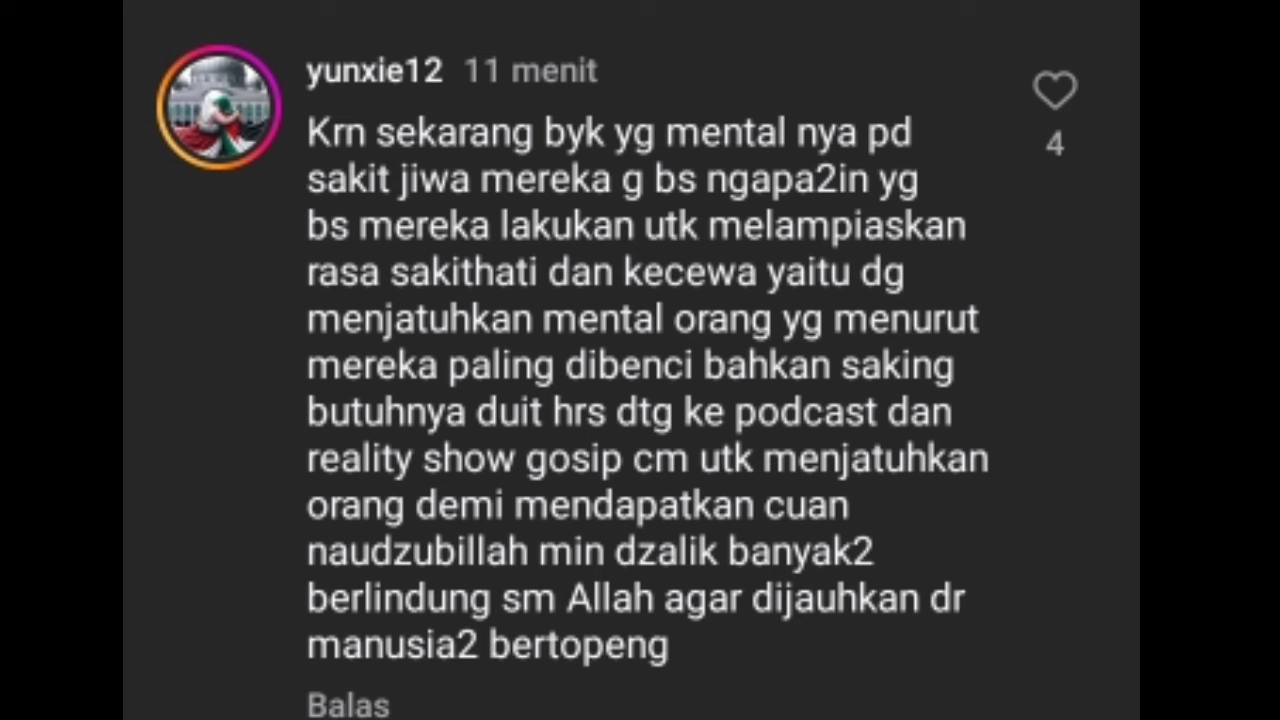 yunxie12 11 menit
Krn sekarang byk yg mental nya pd
sakit jiwa mereka g bs ngapa2in yg
bs mereka lakukan utk melampiaskan
rasa sakithati dan kecewa yaitu dg
menjatuhkan mental orang yg menurut
mereka paling dibenci bahkan saking
butuhnya duit hrs dtg ke podcast dan
reality show gosip cm utk menjatuhkan
orang demi mendapatkan cuan
naudzubillah min dzalik banyak2
berlindung sm Allah agar dijauhkan dr
manusia2 bertopeng
4
Balas